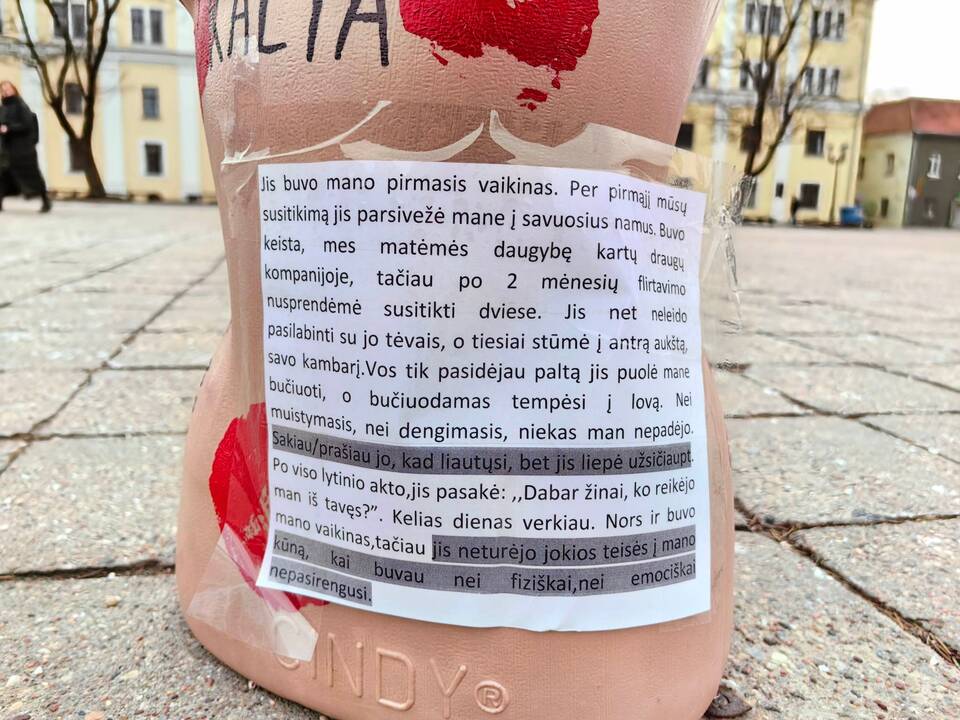 KALTA
Jis buvo mano pirmasis vaikinas. Per pirmąjį mūsų
susitikimą jis parsivežė mane į savuosius namus. Buvo
keista, mes matėmės daugybę kartų draugų
kompanijoje, tačiau po 2 mėnesių flirtavimo
nusprendėmė susitikti dviese. Jis net neleido
pasilabinti su jo tėvais, o tiesiai stūmė į antrą aukštą,
savo kambarį.Vos tik pasidėjau paltą jis puolė mane
bučiuoti, o bučiuodamas tempėsi į lovą. Nei
muistymasis, nei dengimasis, niekas man nepadėjo.
Sakiau/prašiau jo, kad liautųsi, bet jis liepė užsičiaupt.
Po viso lytinio akto,jis pasakė: ,,Dabar žinai, ko reikėjo
man iš tavęs?”. Kelias dienas verkiau. Nors ir buvo
mano vaikinas,tačiau jis neturėjo jokios teisės į mano
kūną, kai buvau nei fiziškai,nei emociškai
nepasirengusi.
CINDY®